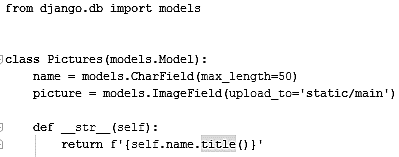 from django.db import models
class Pictures(models.Model):
name = models.CharField(max_length=50)
picture = models.ImageField(upload_to='static/main')
def __str__(self):
return f'{self.name.title()}'